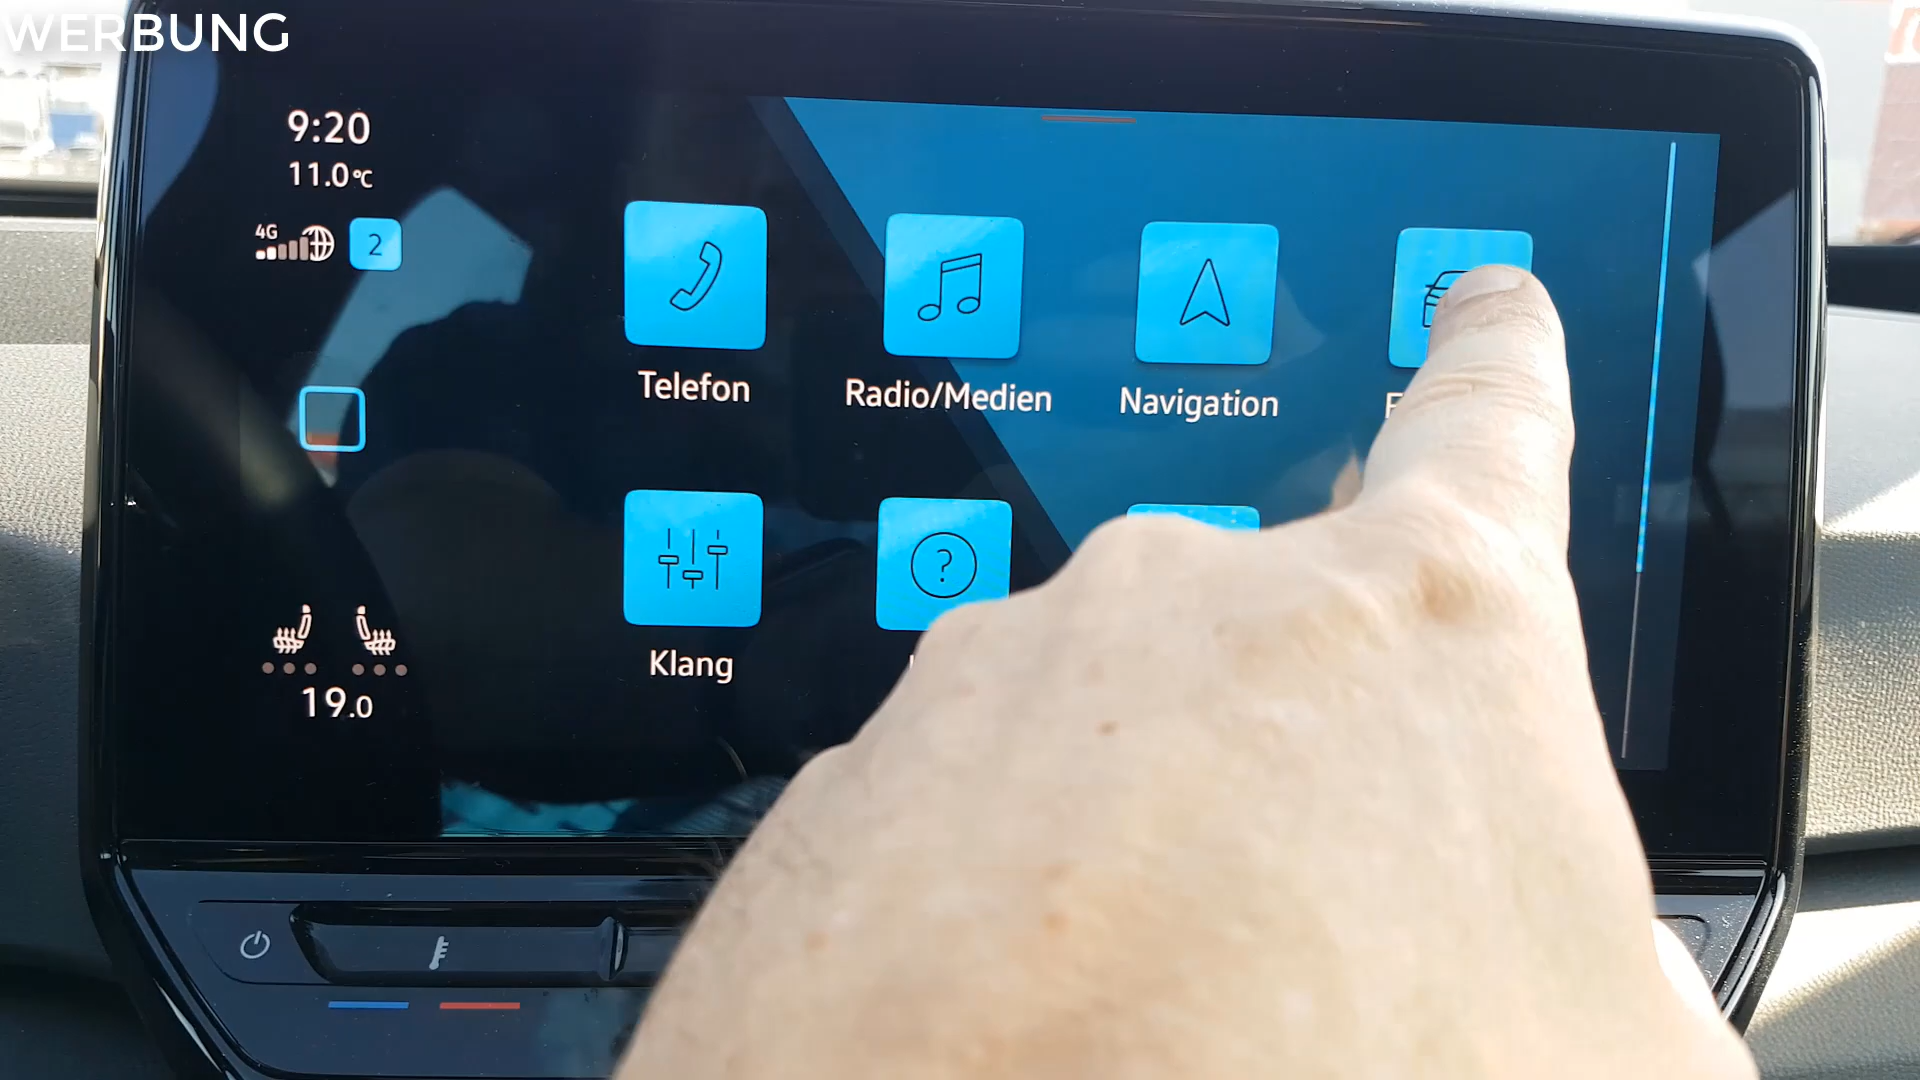 WERBUNG
9:20
11.0°C
4G
2
Telefon
Radio/Medien
Navigation
?
Klang
19.0